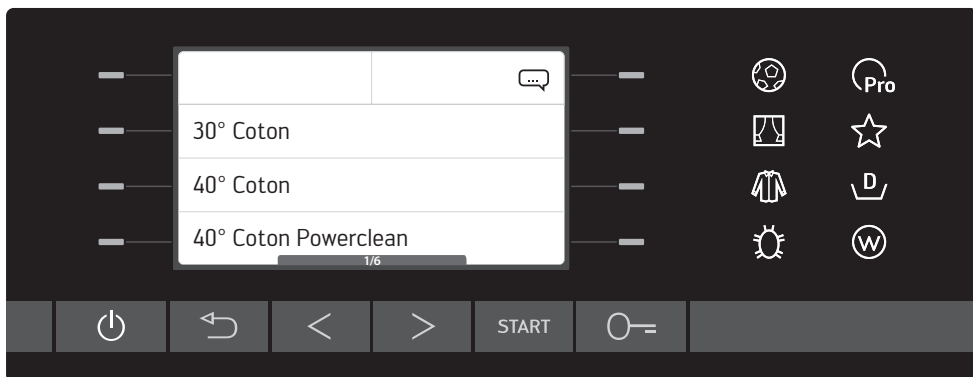 ...
30° Coton
40° Coton
40° Coton Powerclean
1/6
Pro
D
W
START